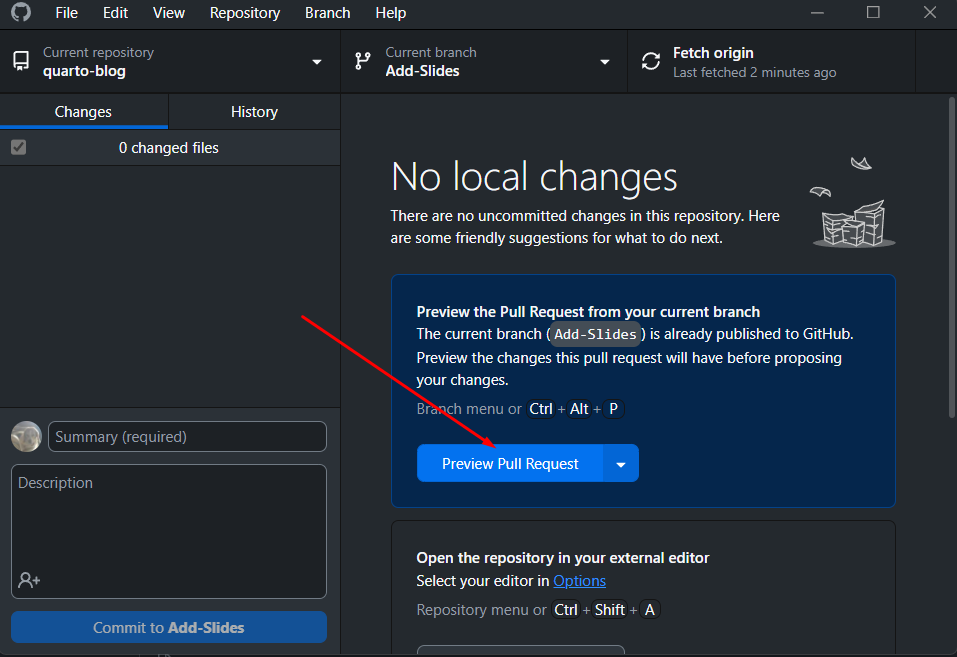 File Edit View Repository Branch Help
Current repository
quarto-blog
Current branch
Add-Slides
Fetch origin
Last fetched 2 minutes ago
Changes History
0 changed files
No local changes
There are no uncommitted changes in this repository. Here
are some friendly suggestions for what to do next.
Preview the Pull Request from your current branch
The current branch (Add-Slides) is already published to GitHub.
Preview the changes this pull request will have before proposing
your changes.
Branch menu or Ctrl + Alt + P
Preview Pull Request
Summary (required)
Description
Commit to Add-Slides
Open the repository in your external editor
Select your editor in Options
Repository menu or Ctrl + Shift + A